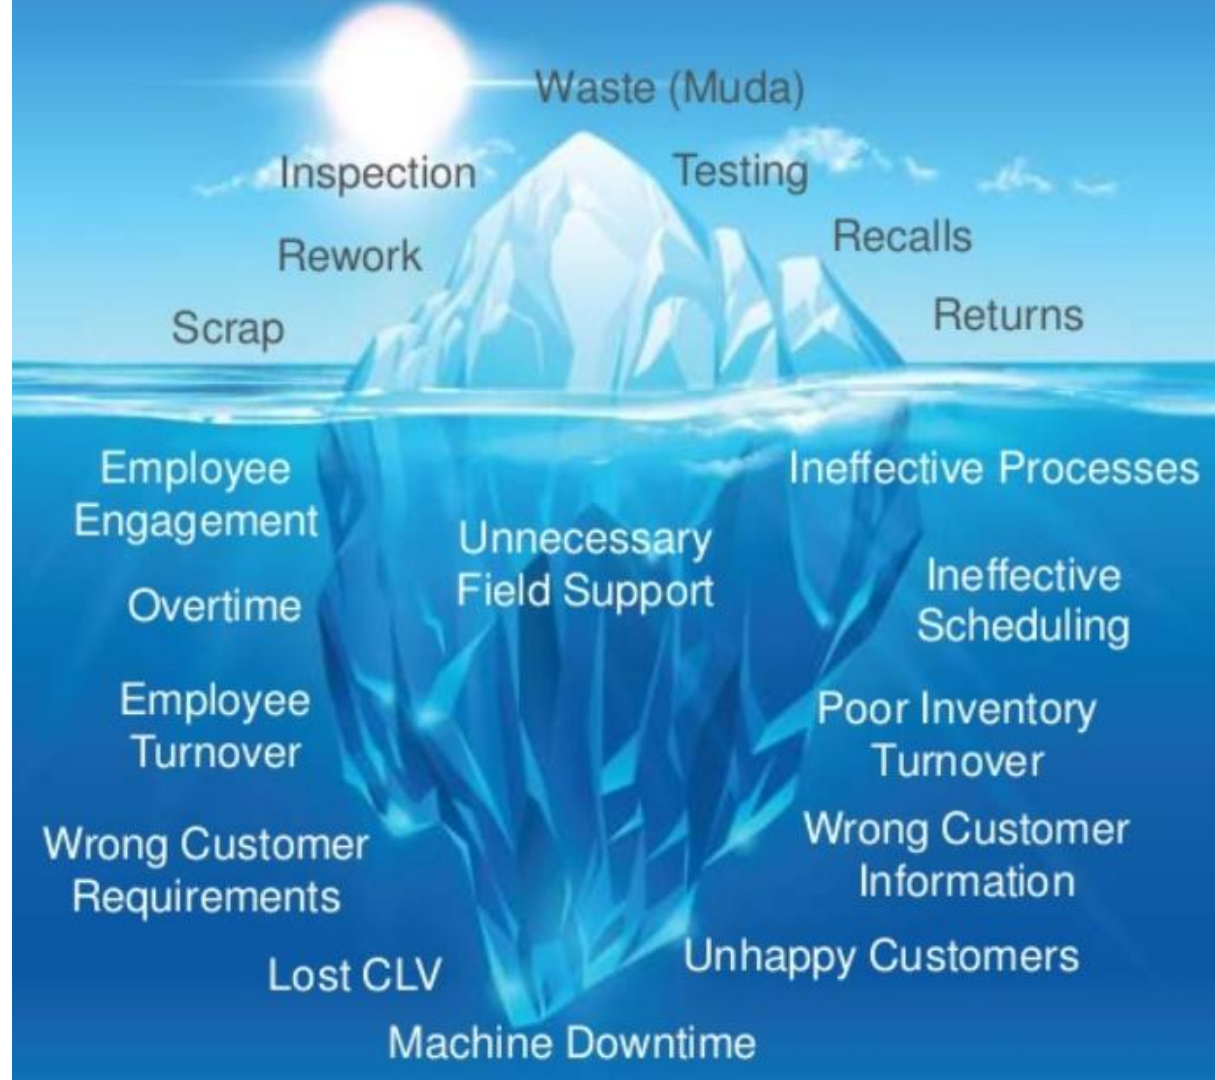 Waste (Muda)
Inspection
Testing
Rework
Recalls
Scrap
Returns
Employee
Engagement
Ineffective Processes
Unnecessary
Field Support
Overtime
Ineffective
Scheduling
Employee
Turnover
Poor Inventory
Turnover
Wrong Customer
Requirements
Wrong Customer
Information
Lost CLV
Unhappy Customers
Machine Downtime